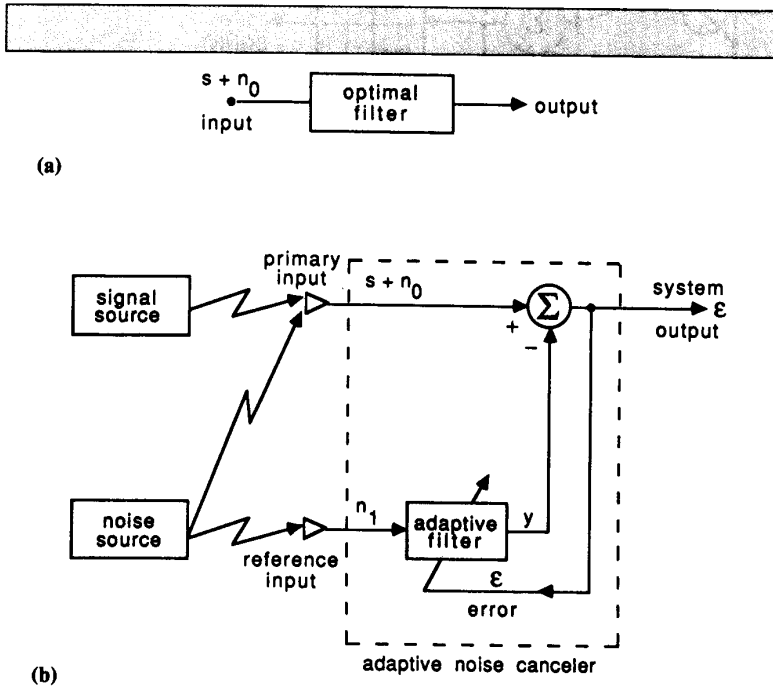 s + n0
input
optimal
filter
output
(a)
signal
source
primary
input
s + n0
Σ
+
−
system
ε
output
noise
source
reference
input
n1
adaptive
filter
y
ε
error
adaptive noise canceler
(b)